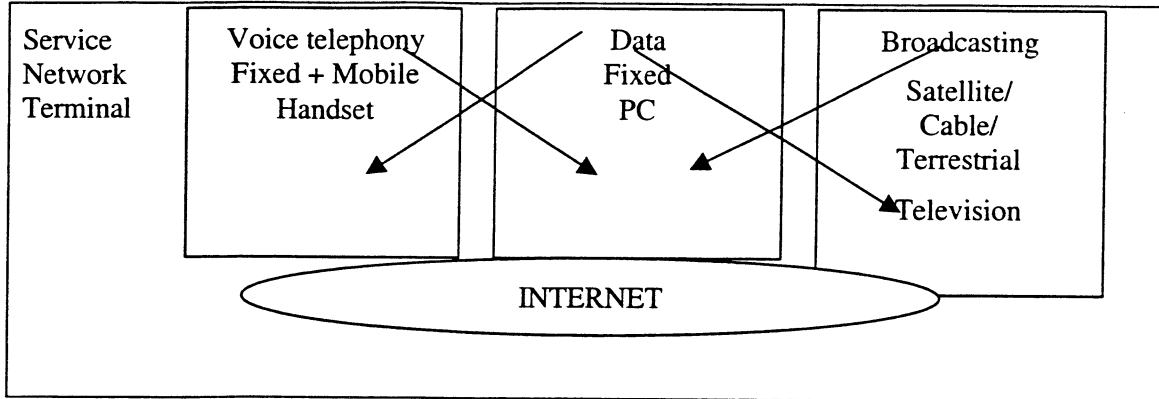 Service
Network
Terminal
Voice telephony
Fixed + Mobile
Handset
Data
Fixed
PC
Broadcasting
Satellite/
Cable/
Terrestrial
Television
INTERNET